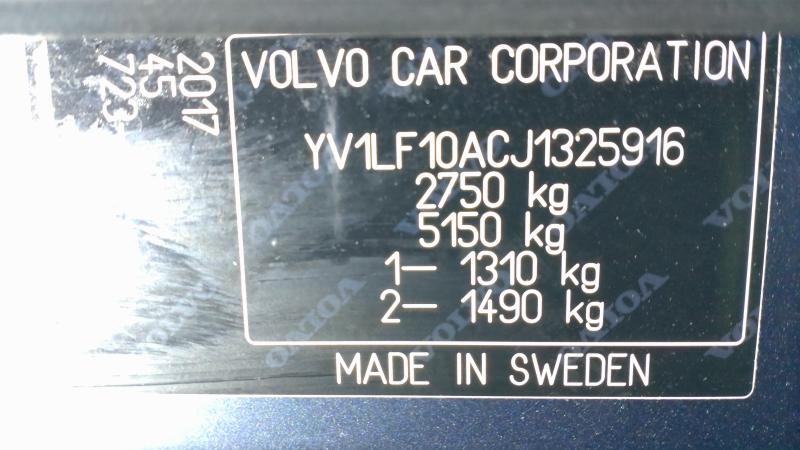 VOLVO CAR CORPORATION
YV1LF10ACJ1325916
2750 kg
5150 kg
1— 1310 kg
2— 1490 kg
MADE IN SWEDEN
2017
45
723